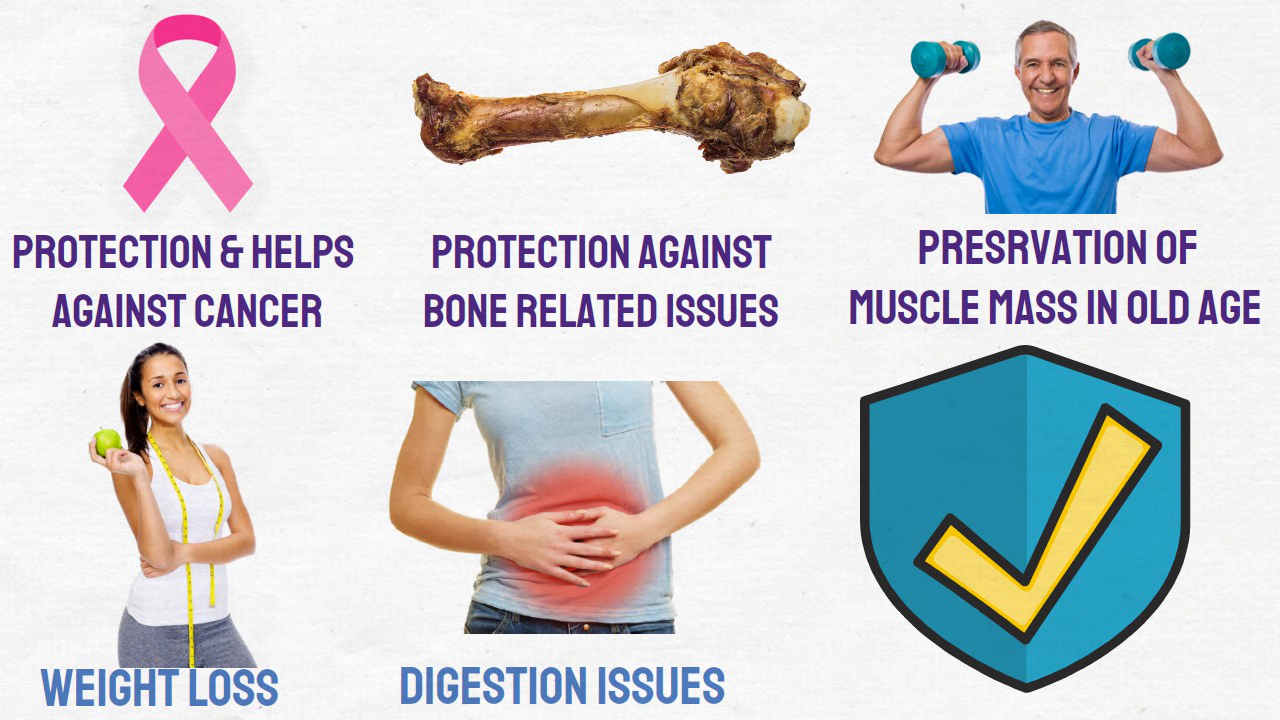 PROTECTION & HELPS
AGAINST CANCER
PROTECTION AGAINST
BONE RELATED ISSUES
PRESRVATION OF
MUSCLE MASS IN OLD AGE
WEIGHT LOSS
DIGESTION ISSUES